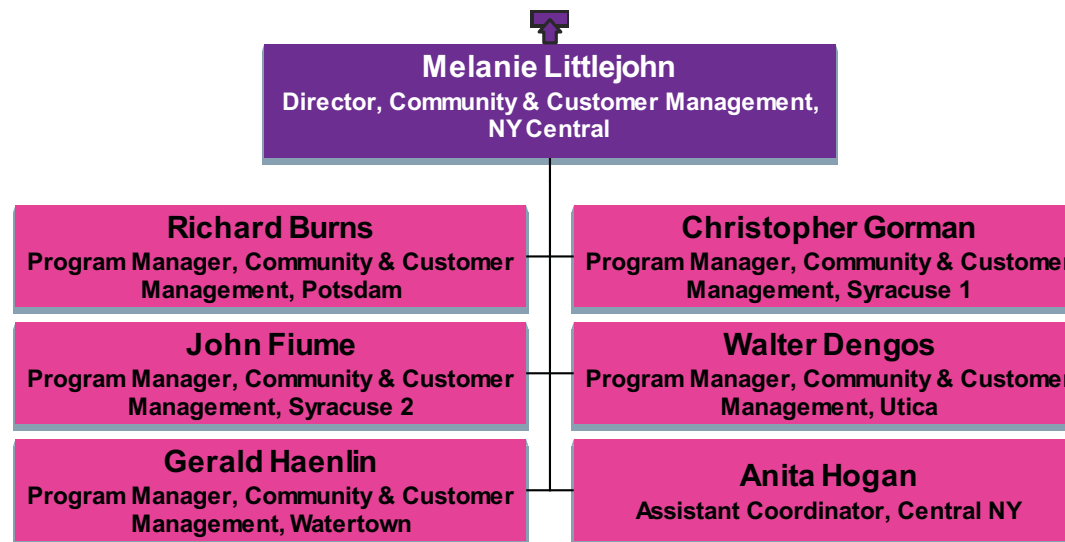 Melanie Littlejohn
Director, Community & Customer Management,
NY Central
Richard Burns
Program Manager, Community & Customer
Management, Potsdam
Christopher Gorman
Program Manager, Community & Customer
Management, Syracuse 1
John Fiume
Program Manager, Community & Customer
Management, Syracuse 2
Walter Dengos
Program Manager, Community & Customer
Management, Utica
Gerald Haenlin
Program Manager, Community & Customer
Management, Watertown
Anita Hogan
Assistant Coordinator, Central NY